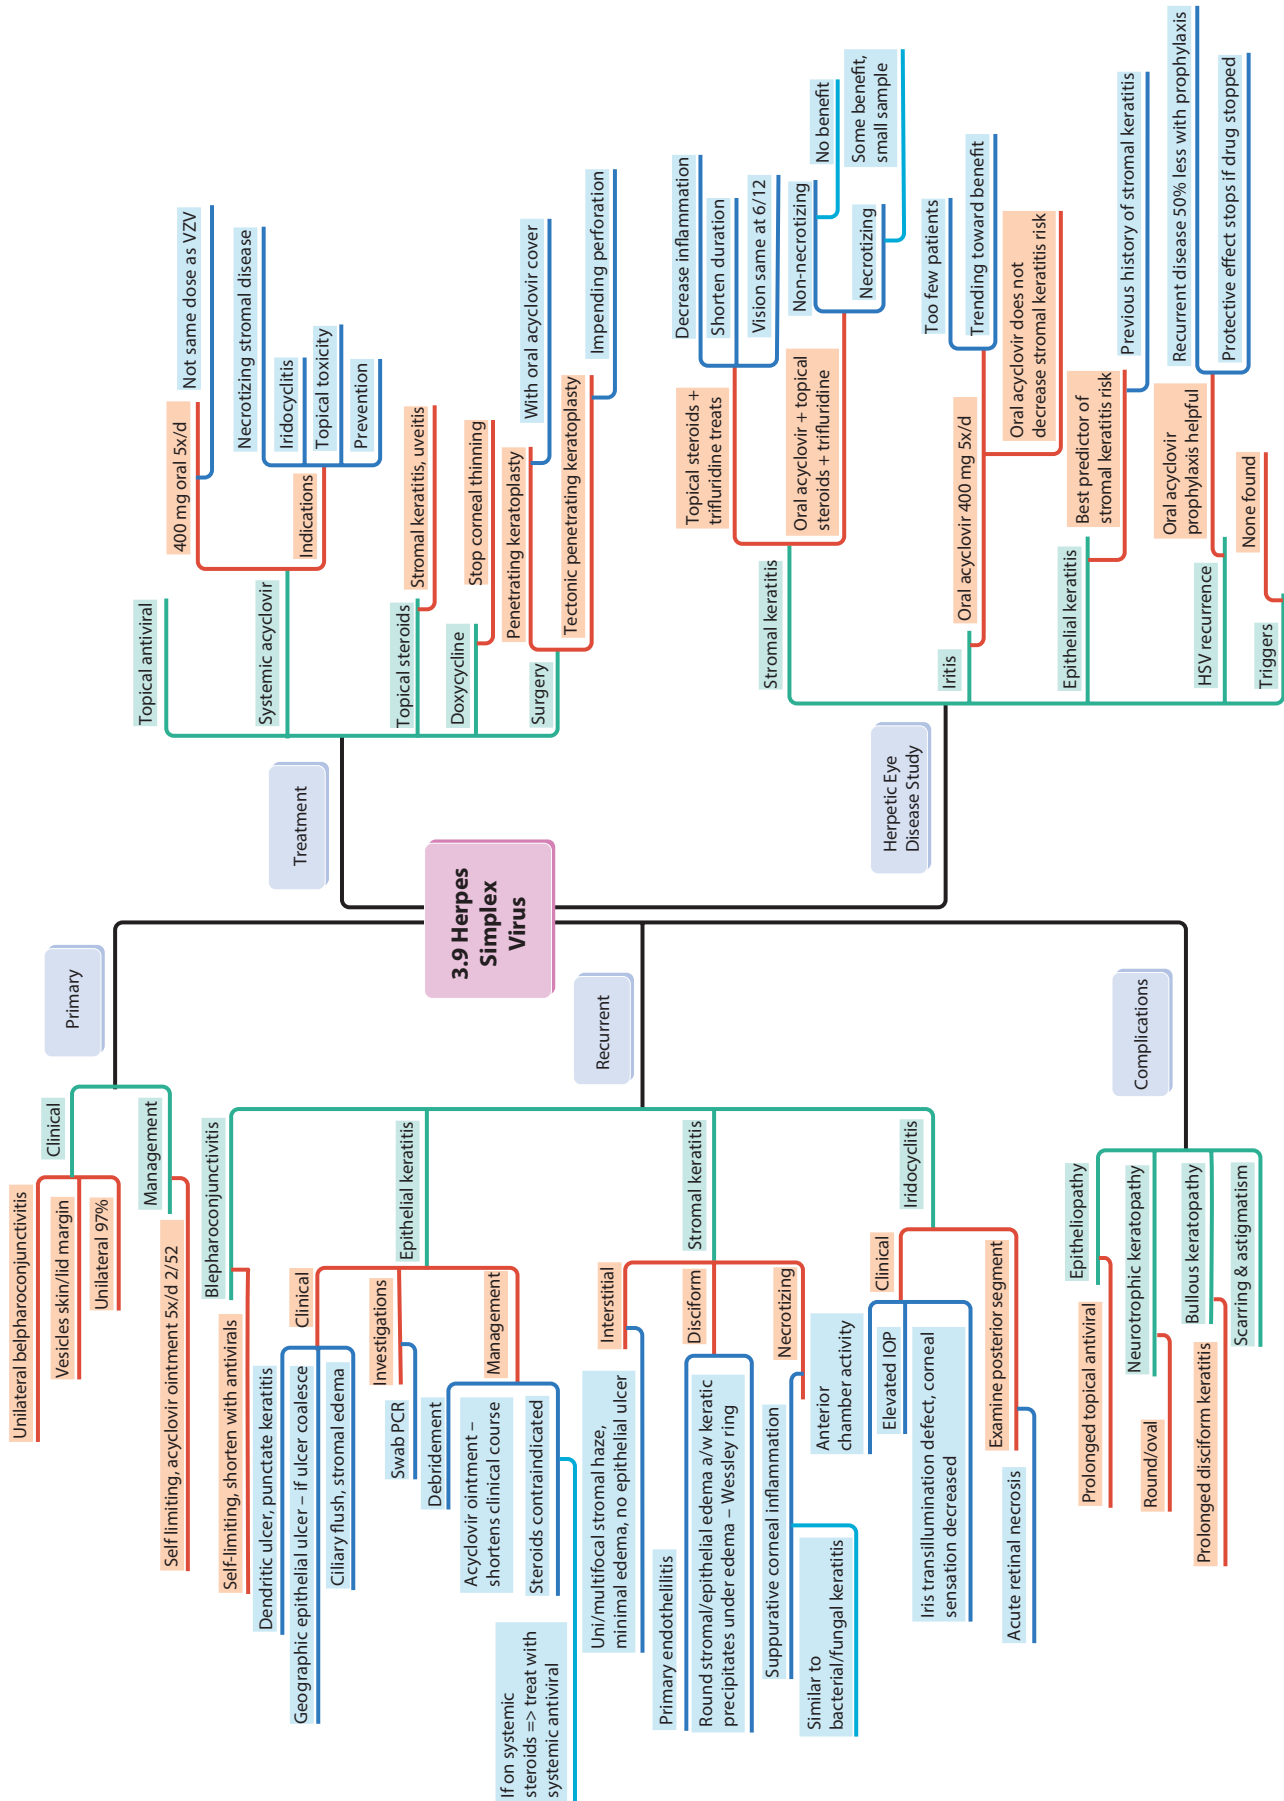 3.9 Herpes
Simplex
Virus
Primary
Clinical
Unilateral belpharoconjunctivitis
Vesicles skin/lid margin
Unilateral 97%
Management
Self limiting, acyclovir ointment 5x/d 2/52
Recurrent
Blepharoconjunctivitis
Self-limiting, shorten with antivirals
Epithelial keratitis
Clinical
Dendritic ulcer, punctate keratitis
Geographic epithelial ulcer – if ulcer coalesce
Ciliary flush, stromal edema
Investigations
Swab PCR
Management
Debridement
Acyclovir ointment –
shortens clinical course
Steroids contraindicated
If on systemic
steroids => treat with
systemic antiviral
Stromal keratitis
Interstitial
Uni/multifocal stromal haze,
minimal edema, no epithelial ulcer
Disciform
Primary endothelilitis
Round stromal/epithelial edema a/w keratic
precipitates under edema – Wessley ring
Necrotizing
Suppurative corneal inflammation
Similar to
bacterial/fungal keratitis
Iridocyclitis
Clinical
Anterior
chamber activity
Elevated IOP
Iris transillumination defect, corneal
sensation decreased
Examine posterior segment
Acute retinal necrosis
Complications
Epitheliopathy
Prolonged topical antiviral
Neurotrophic keratopathy
Round/oval
Bullous keratopathy
Prolonged disciform keratitis
Scarring & astigmatism
Treatment
Topical antiviral
Systemic acyclovir
400 mg oral 5x/d
Not same dose as VZV
Indications
Necrotizing stromal disease
Iridocyclitis
Topical toxicity
Prevention
Topical steroids
Stromal keratitis, uveitis
Doxycycline
Stop corneal thinning
Surgery
Penetrating keratoplasty
With oral acyclovir cover
Tectonic penetrating keratoplasty
Impending perforation
Herpetic Eye
Disease Study
Stromal keratitis
Topical steroids +
trifluridine treats
Decrease inflammation
Shorten duration
Vision same at 6/12
Oral acyclovir + topical
steroids + trifluridine
Non-necrotizing
No benefit
Necrotizing
Some benefit,
small sample
Iritis
Oral acyclovir 400 mg 5x/d
Too few patients
Trending toward benefit
Oral acyclovir does not
decrease stromal keratitis risk
Epithelial keratitis
Best predictor of
stromal keratitis risk
Previous history of stromal keratitis
HSV recurrence
Oral acyclovir
prophylaxis helpful
Recurrent disease 50% less with prophylaxis
Protective effect stops if drug stopped
Triggers
None found